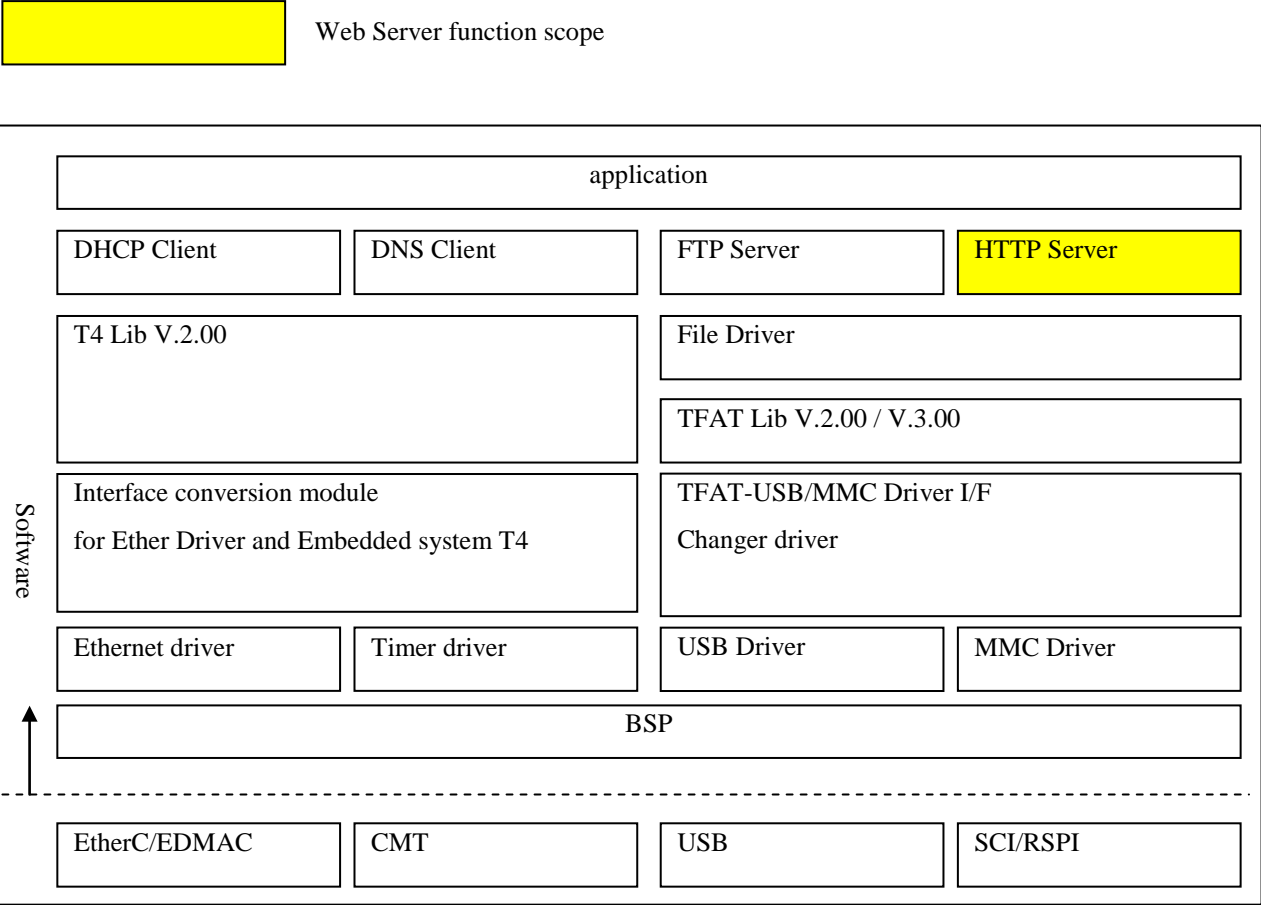 Web Server function scope
application
DHCP Client
DNS Client
FTP Server
HTTP Server
T4 Lib V.2.00
File Driver
TFAT Lib V.2.00 / V.3.00
Interface conversion module
for Ether Driver and Embedded system T4
TFAT-USB/MMC Driver I/F
Changer driver
Software
Ethernet driver
Timer driver
USB Driver
MMC Driver
BSP
EtherC/EDMAC
CMT
USB
SCI/RSPI